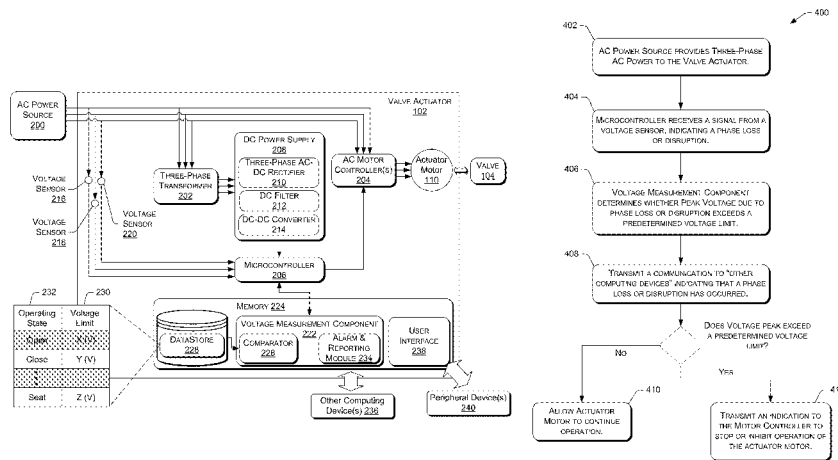 AC POWER
SOURCE
200
VALVE ACTUATOR
102
DC POWER SUPPLY
208
THREE-PHASE AC-
DC RECTIFIER
210
DC FILTER
212
DC-DC CONVERTER
214
THREE-PHASE
TRANSFORMER
202
AC MOTOR
CONTROLLER(S)
204
Actuator
Motor
110
VALVE
104
VOLTAGE
SENSOR
218
VOLTAGE
SENSOR
216
VOLTAGE
SENSOR
220
MICROCONTROLLER
206
232
230
Operating
State
Voltage
Limit
Open
X (V)
Close
Y (V)
Seat
Z (V)
MEMORY 224
DATASTORE
228
VOLTAGE MEASUREMENT COMPONENT
222
COMPARATOR
226
ALARM &
REPORTING
MODULE 234
USER
INTERFACE
238
Other Computing
Device(s) 236
Peripheral Device(s)
240
400
402
AC POWER SOURCE PROVIDES THREE-PHASE
AC POWER TO THE VALVE ACTUATOR.
404
MICROCONTROLLER RECEIVES A SIGNAL FROM A
VOLTAGE SENSOR, INDICATING A PHASE LOSS
OR DISRUPTION.
406
VOLTAGE MEASUREMENT COMPONENT
DETERMINES WHETHER PEAK VOLTAGE DUE TO
PHASE LOSS OR DISRUPTION EXCEEDS A
PREDETERMINED VOLTAGE LIMIT.
408
TRANSMIT A COMMUNICATION TO "OTHER
COMPUTING DEVICES" INDICATING THAT A PHASE
LOSS OR DISRUPTION HAS OCCURRED.
DOES VOLTAGE PEAK EXCEED
A PREDETERMINED VOLTAGE
LIMIT?
NO
YES
410
ALLOW ACTUATOR
MOTOR TO CONTINUE
OPERATION.
TRANSMIT AN INDICATION TO
THE MOTOR CONTROLLER TO
STOP OR INHIBIT OPERATION OF
THE ACTUATOR MOTOR.